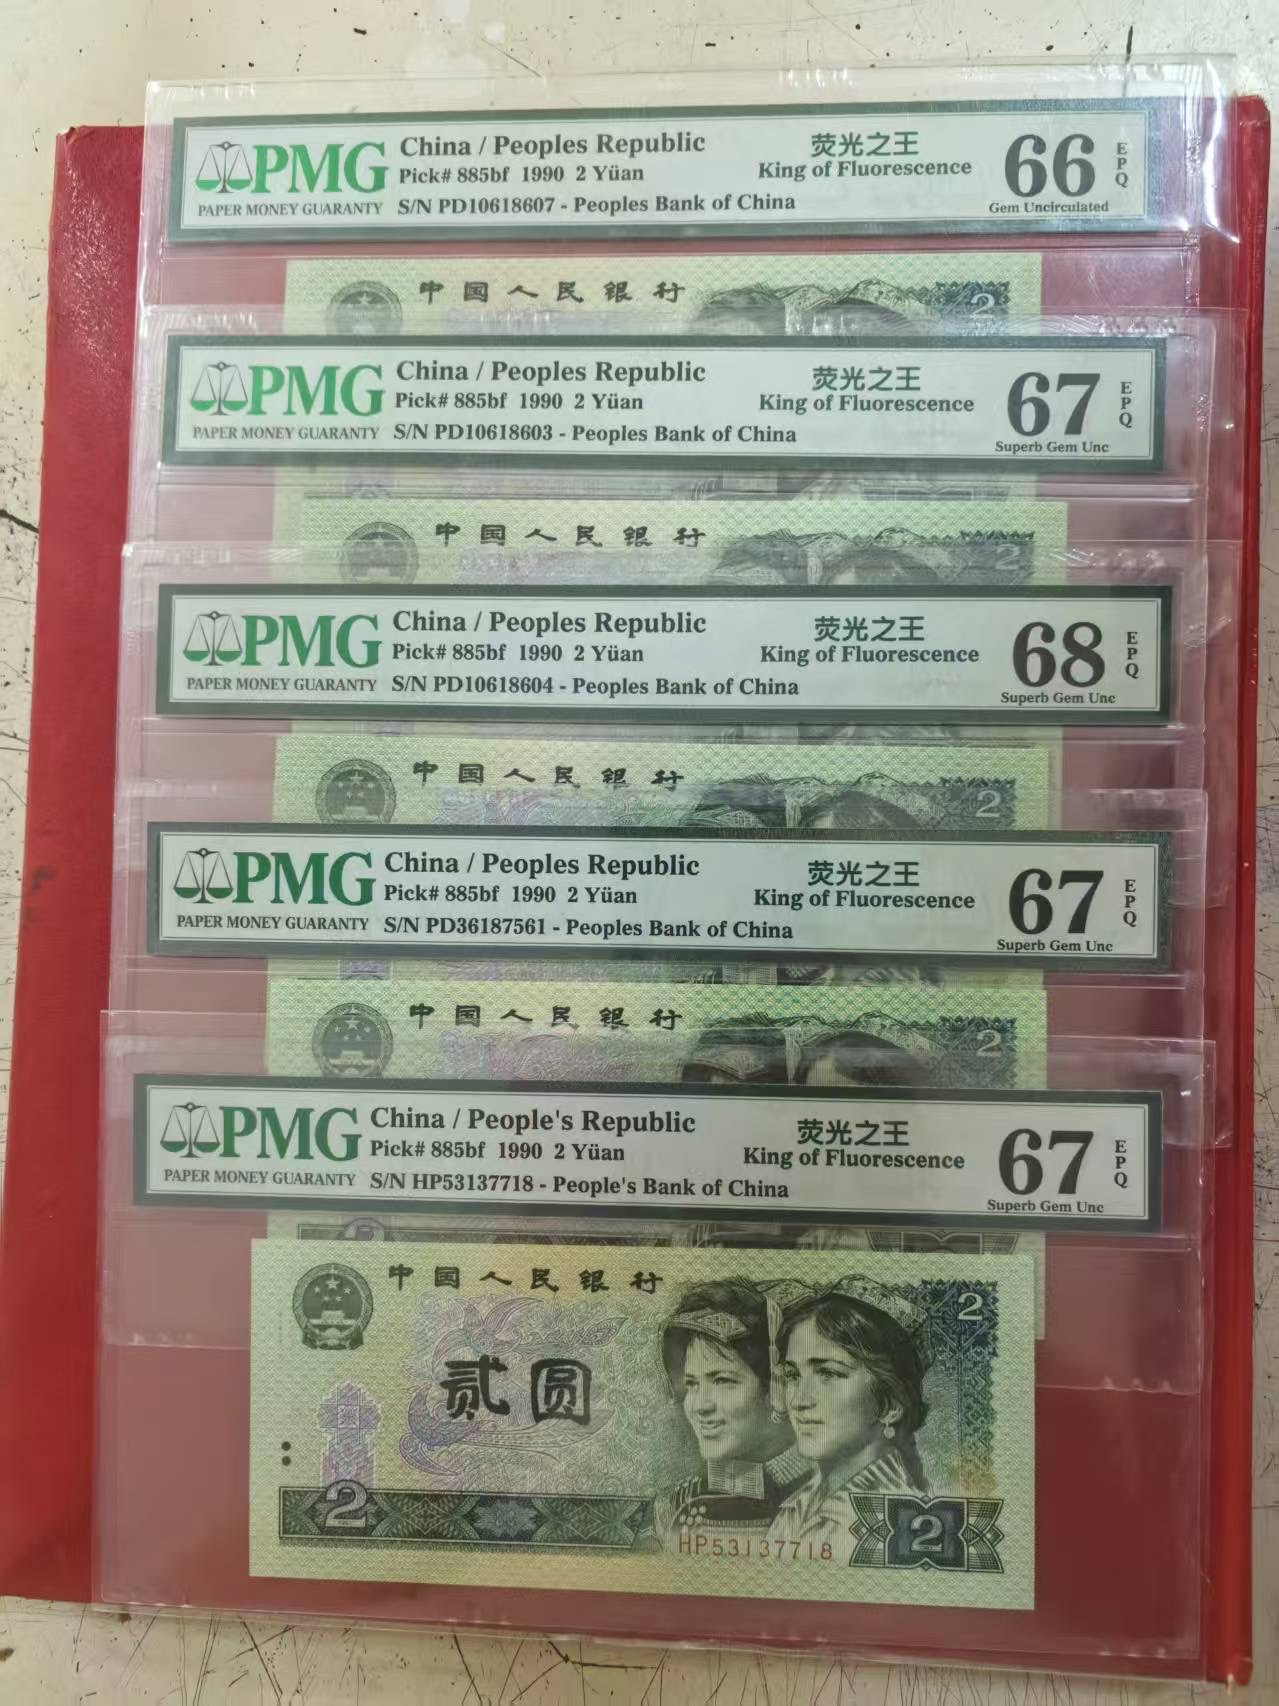 PMG
PAPER MONEY GUARANTY
China / Peoples Republic
Pick# 885bf 1990 2 Yüan
S/N PD10618607 - Peoples Bank of China
荧光之王
King of Fluorescence
66
EPQ
Gem Uncirculated
中国人民银行
2
PMG
PAPER MONEY GUARANTY
China / Peoples Republic
Pick# 885bf 1990 2 Yüan
S/N PD10618603 - Peoples Bank of China
荧光之王
King of Fluorescence
67
EPQ
Superb Gem Unc
中国人民银行
2
PMG
PAPER MONEY GUARANTY
China / Peoples Republic
Pick# 885bf 1990 2 Yüan
S/N PD10618604 - Peoples Bank of China
荧光之王
King of Fluorescence
68
EPQ
Superb Gem Unc
中国人民银行
2
PMG
PAPER MONEY GUARANTY
China / Peoples Republic
Pick# 885bf 1990 2 Yüan
S/N PD36187561 - Peoples Bank of China
荧光之王
King of Fluorescence
67
EPQ
Superb Gem Unc
中国人民银行
2
PMG
PAPER MONEY GUARANTY
China / People's Republic
Pick# 885bf 1990 2 Yüan
S/N HP53137718 - People's Bank of China
荧光之王
King of Fluorescence
67
EPQ
Superb Gem Unc
中国人民银行
2
贰圆
2
2
HP53137718